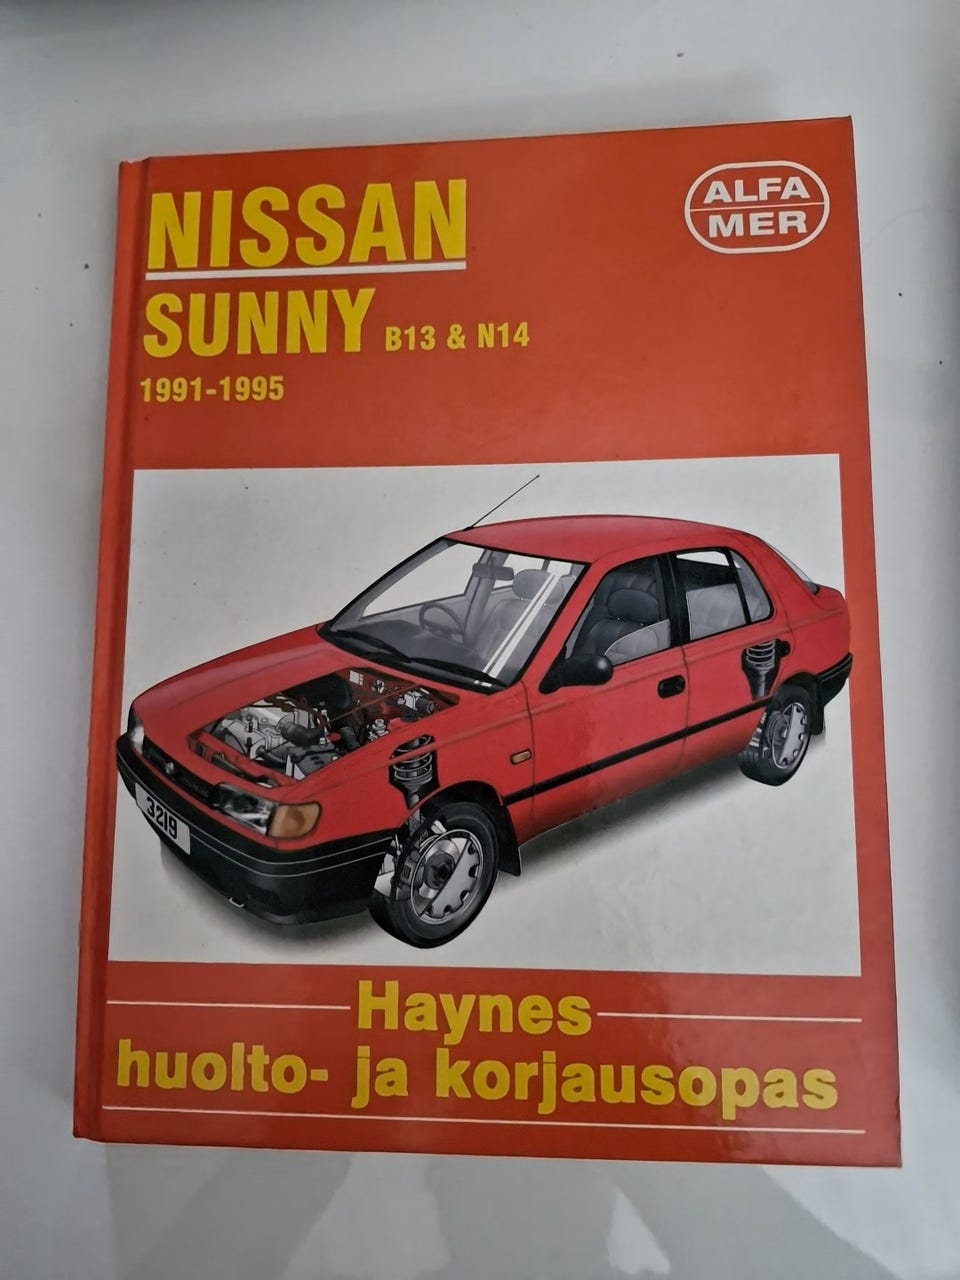 NISSAN
ALFA
MER
SUNNY B13 & N14
1991-1995
3219
Haynes
huolto- ja korjausopas